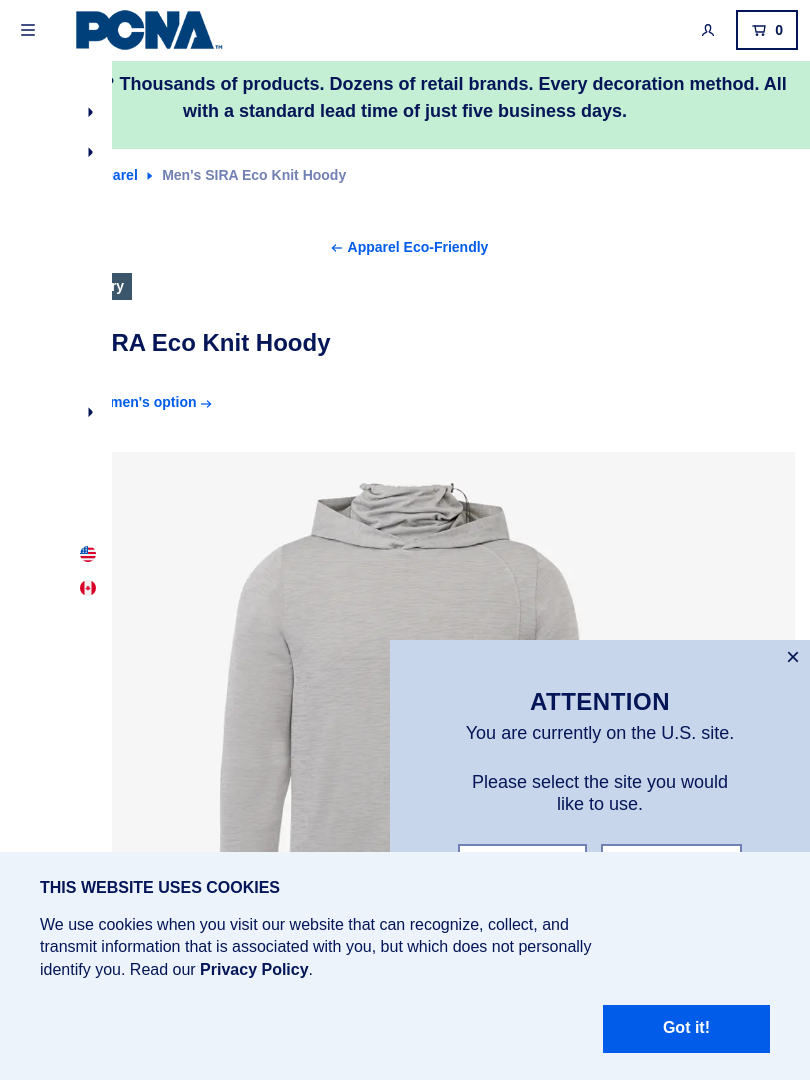 PCNA™
0
? Thousands of products. Dozens of retail brands. Every decoration method. All
with a standard lead time of just five business days.
arel Men's SIRA Eco Knit Hoody
Apparel Eco-Friendly
ry
RA Eco Knit Hoody
men's option
ATTENTION
You are currently on the U.S. site.
Please select the site you would
like to use.
THIS WEBSITE USES COOKIES
We use cookies when you visit our website that can recognize, collect, and
transmit information that is associated with you, but which does not personally
identify you. Read our Privacy Policy.
Got it!